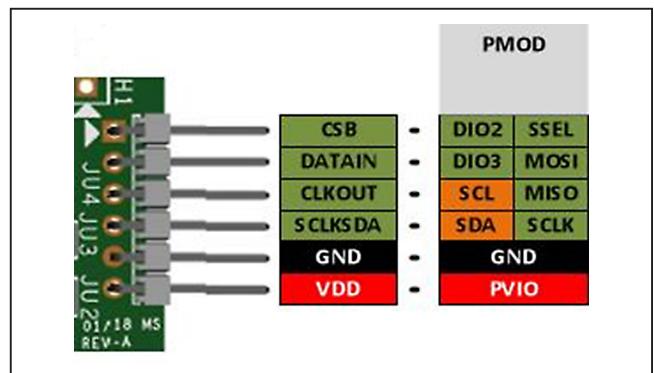 PMOD
H1
CSB - DIO2 SSEL
DATAIN - DIO3 MOSI
JU4
CLKOUT - SCL MISO
JU3
SCLKSDA - SDA SCLK
GND - GND
JU2
VDD - PVIO
01/18 MS
REV-A